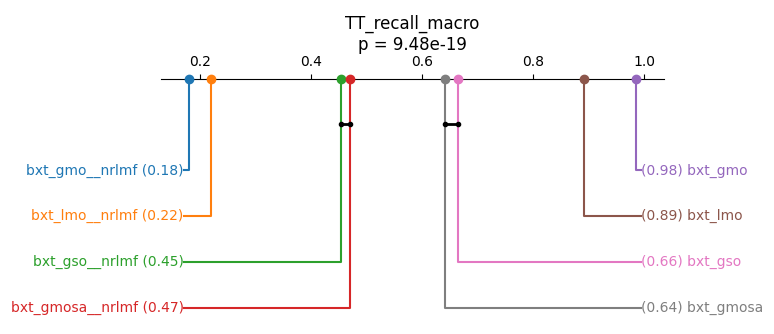 TT_recall_macro
p = 9.48e-19
0.2 0.4 0.6 0.8 1.0
bxt_gmo__nrlmf (0.18) (0.98) bxt_gmo
bxt_lmo__nrlmf (0.22) (0.89) bxt_lmo
bxt_gso__nrlmf (0.45) (0.66) bxt_gso
bxt_gmosa__nrlmf (0.47) (0.64) bxt_gmosa